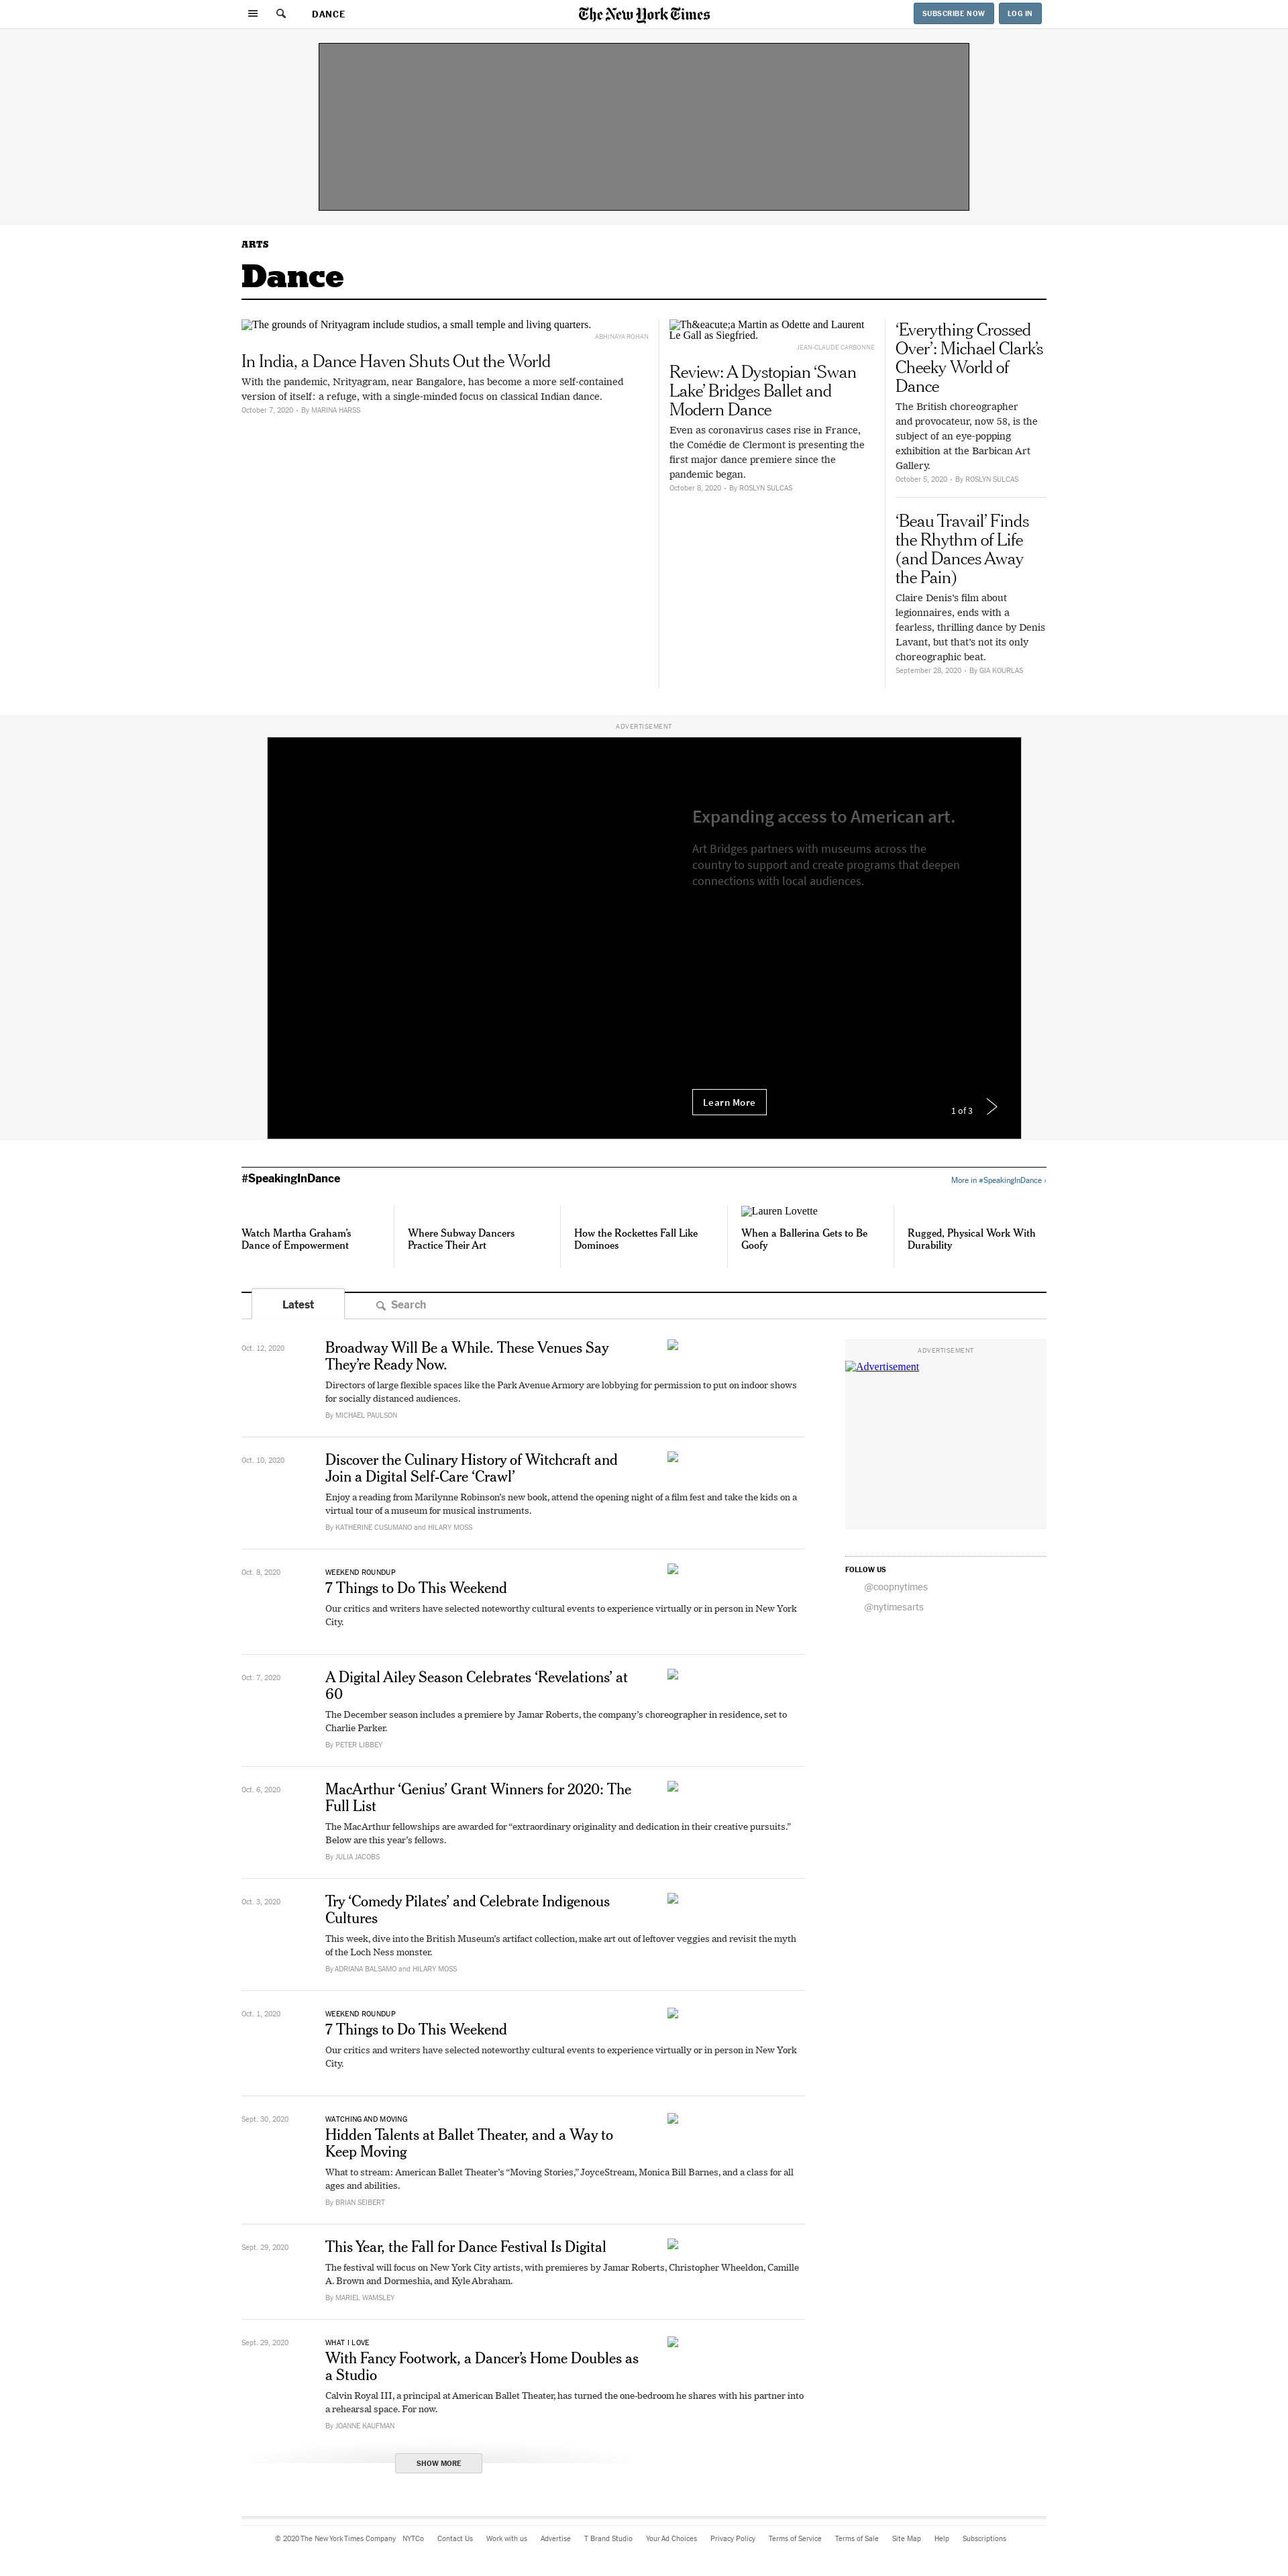 DANCE
The New York Times
SUBSCRIBE NOW
LOG IN
ARTS
Dance
The grounds of Nrityagram include studios, a small temple and living quarters.
ABHINAYA ROHAN
In India, a Dance Haven Shuts Out the World
With the pandemic, Nrityagram, near Bangalore, has become a more self-contained
version of itself: a refuge, with a single-minded focus on classical Indian dance.
October 7, 2020 • By MARINA HARSS
Th&eacute;a Martin as Odette and Laurent
Le Gall as Siegfried.
JEAN-CLAUDE CARBONNE
Review: A Dystopian ‘Swan
Lake’ Bridges Ballet and
Modern Dance
Even as coronavirus cases rise in France,
the Comédie de Clermont is presenting the
first major dance premiere since the
pandemic began.
October 8, 2020 • By ROSLYN SULCAS
‘Everything Crossed
Over’: Michael Clark’s
Cheeky World of
Dance
The British choreographer
and provocateur, now 58, is the
subject of an eye-popping
exhibition at the Barbican Art
Gallery.
October 5, 2020 • By ROSLYN SULCAS
‘Beau Travail’ Finds
the Rhythm of Life
(and Dances Away
the Pain)
Claire Denis’s film about
legionnaires, ends with a
fearless, thrilling dance by Denis
Lavant, but that’s not its only
choreographic beat.
September 28, 2020 • By GIA KOURLAS
ADVERTISEMENT
Expanding access to American art.
Art Bridges partners with museums across the
country to support and create programs that deepen
connections with local audiences.
Learn More
1 of 3
#SpeakingInDance
More in #SpeakingInDance ›
Watch Martha Graham’s
Dance of Empowerment
Where Subway Dancers
Practice Their Art
How the Rockettes Fall Like
Dominoes
Lauren Lovette
When a Ballerina Gets to Be
Goofy
Rugged, Physical Work With
Durability
Latest
Search
Oct. 12, 2020
Broadway Will Be a While. These Venues Say
They’re Ready Now.
Directors of large flexible spaces like the Park Avenue Armory are lobbying for permission to put on indoor shows
for socially distanced audiences.
By MICHAEL PAULSON
Oct. 10, 2020
Discover the Culinary History of Witchcraft and
Join a Digital Self-Care ‘Crawl’
Enjoy a reading from Marilynne Robinson’s new book, attend the opening night of a film fest and take the kids on a
virtual tour of a museum for musical instruments.
By KATHERINE CUSUMANO and HILARY MOSS
Oct. 8, 2020
WEEKEND ROUNDUP
7 Things to Do This Weekend
Our critics and writers have selected noteworthy cultural events to experience virtually or in person in New York
City.
Oct. 7, 2020
A Digital Ailey Season Celebrates ‘Revelations’ at
60
The December season includes a premiere by Jamar Roberts, the company’s choreographer in residence, set to
Charlie Parker.
By PETER LIBBEY
Oct. 6, 2020
MacArthur ‘Genius’ Grant Winners for 2020: The
Full List
The MacArthur fellowships are awarded for “extraordinary originality and dedication in their creative pursuits.”
Below are this year’s fellows.
By JULIA JACOBS
Oct. 3, 2020
Try ‘Comedy Pilates’ and Celebrate Indigenous
Cultures
This week, dive into the British Museum’s artifact collection, make art out of leftover veggies and revisit the myth
of the Loch Ness monster.
By ADRIANA BALSAMO and HILARY MOSS
Oct. 1, 2020
WEEKEND ROUNDUP
7 Things to Do This Weekend
Our critics and writers have selected noteworthy cultural events to experience virtually or in person in New York
City.
Sept. 30, 2020
WATCHING AND MOVING
Hidden Talents at Ballet Theater, and a Way to
Keep Moving
What to stream: American Ballet Theater’s “Moving Stories,” JoyceStream, Monica Bill Barnes, and a class for all
ages and abilities.
By BRIAN SEIBERT
Sept. 29, 2020
This Year, the Fall for Dance Festival Is Digital
The festival will focus on New York City artists, with premieres by Jamar Roberts, Christopher Wheeldon, Camille
A. Brown and Dormeshia, and Kyle Abraham.
By MARIEL WAMSLEY
Sept. 29, 2020
WHAT I LOVE
With Fancy Footwork, a Dancer’s Home Doubles as
a Studio
Calvin Royal III, a principal at American Ballet Theater, has turned the one-bedroom he shares with his partner into
a rehearsal space. For now.
By JOANNE KAUFMAN
SHOW MORE
ADVERTISEMENT
Advertisement
FOLLOW US
@coopnytimes
@nytimesarts
© 2020 The New York Times Company NYTCo Contact Us Work with us Advertise T Brand Studio Your Ad Choices Privacy Policy Terms of Service Terms of Sale Site Map Help Subscriptions